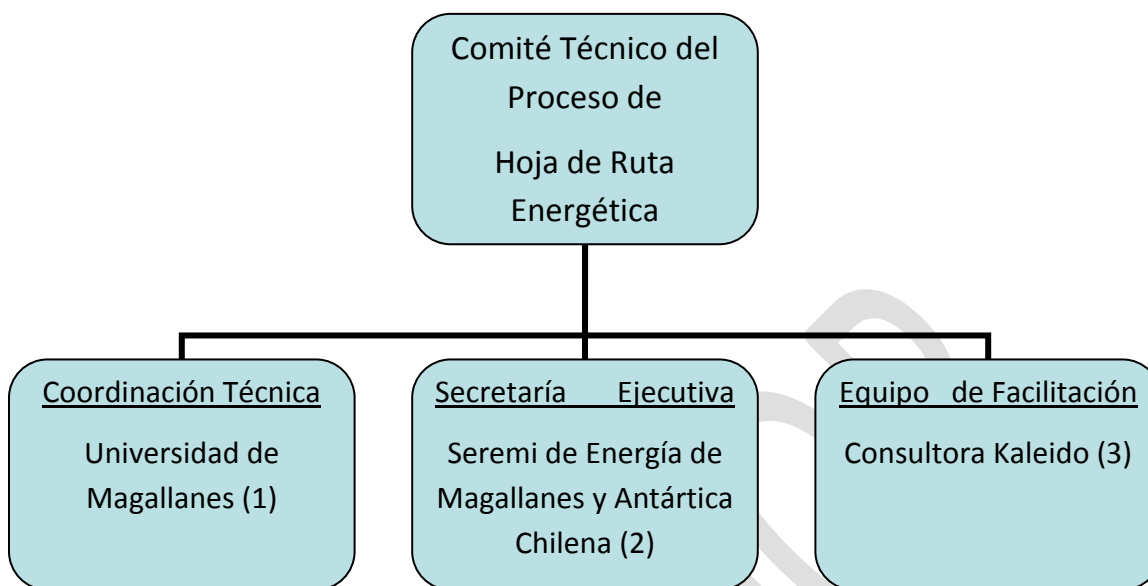 Comité Técnico del
Proceso de
Hoja de Ruta
Energética
Coordinación Técnica
Universidad de
Magallanes (1)
Secretaría Ejecutiva
Seremi de Energía de
Magallanes y Antártica
Chilena (2)
Equipo de Facilitación
Consultora Kaleido (3)